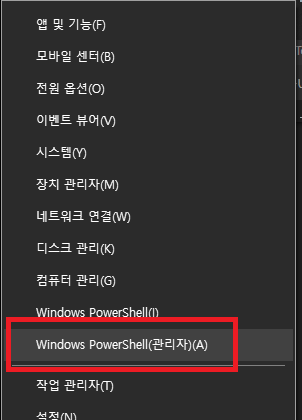 앱 및 기능(F)
모바일 센터(B)
전원 옵션(O)
이벤트 뷰어(V)
시스템(Y)
장치 관리자(M)
네트워크 연결(W)
디스크 관리(K)
컴퓨터 관리(G)
Windows PowerShell(I)
Windows PowerShell(관리자)(A)
작업 관리자(T)
설정(N)